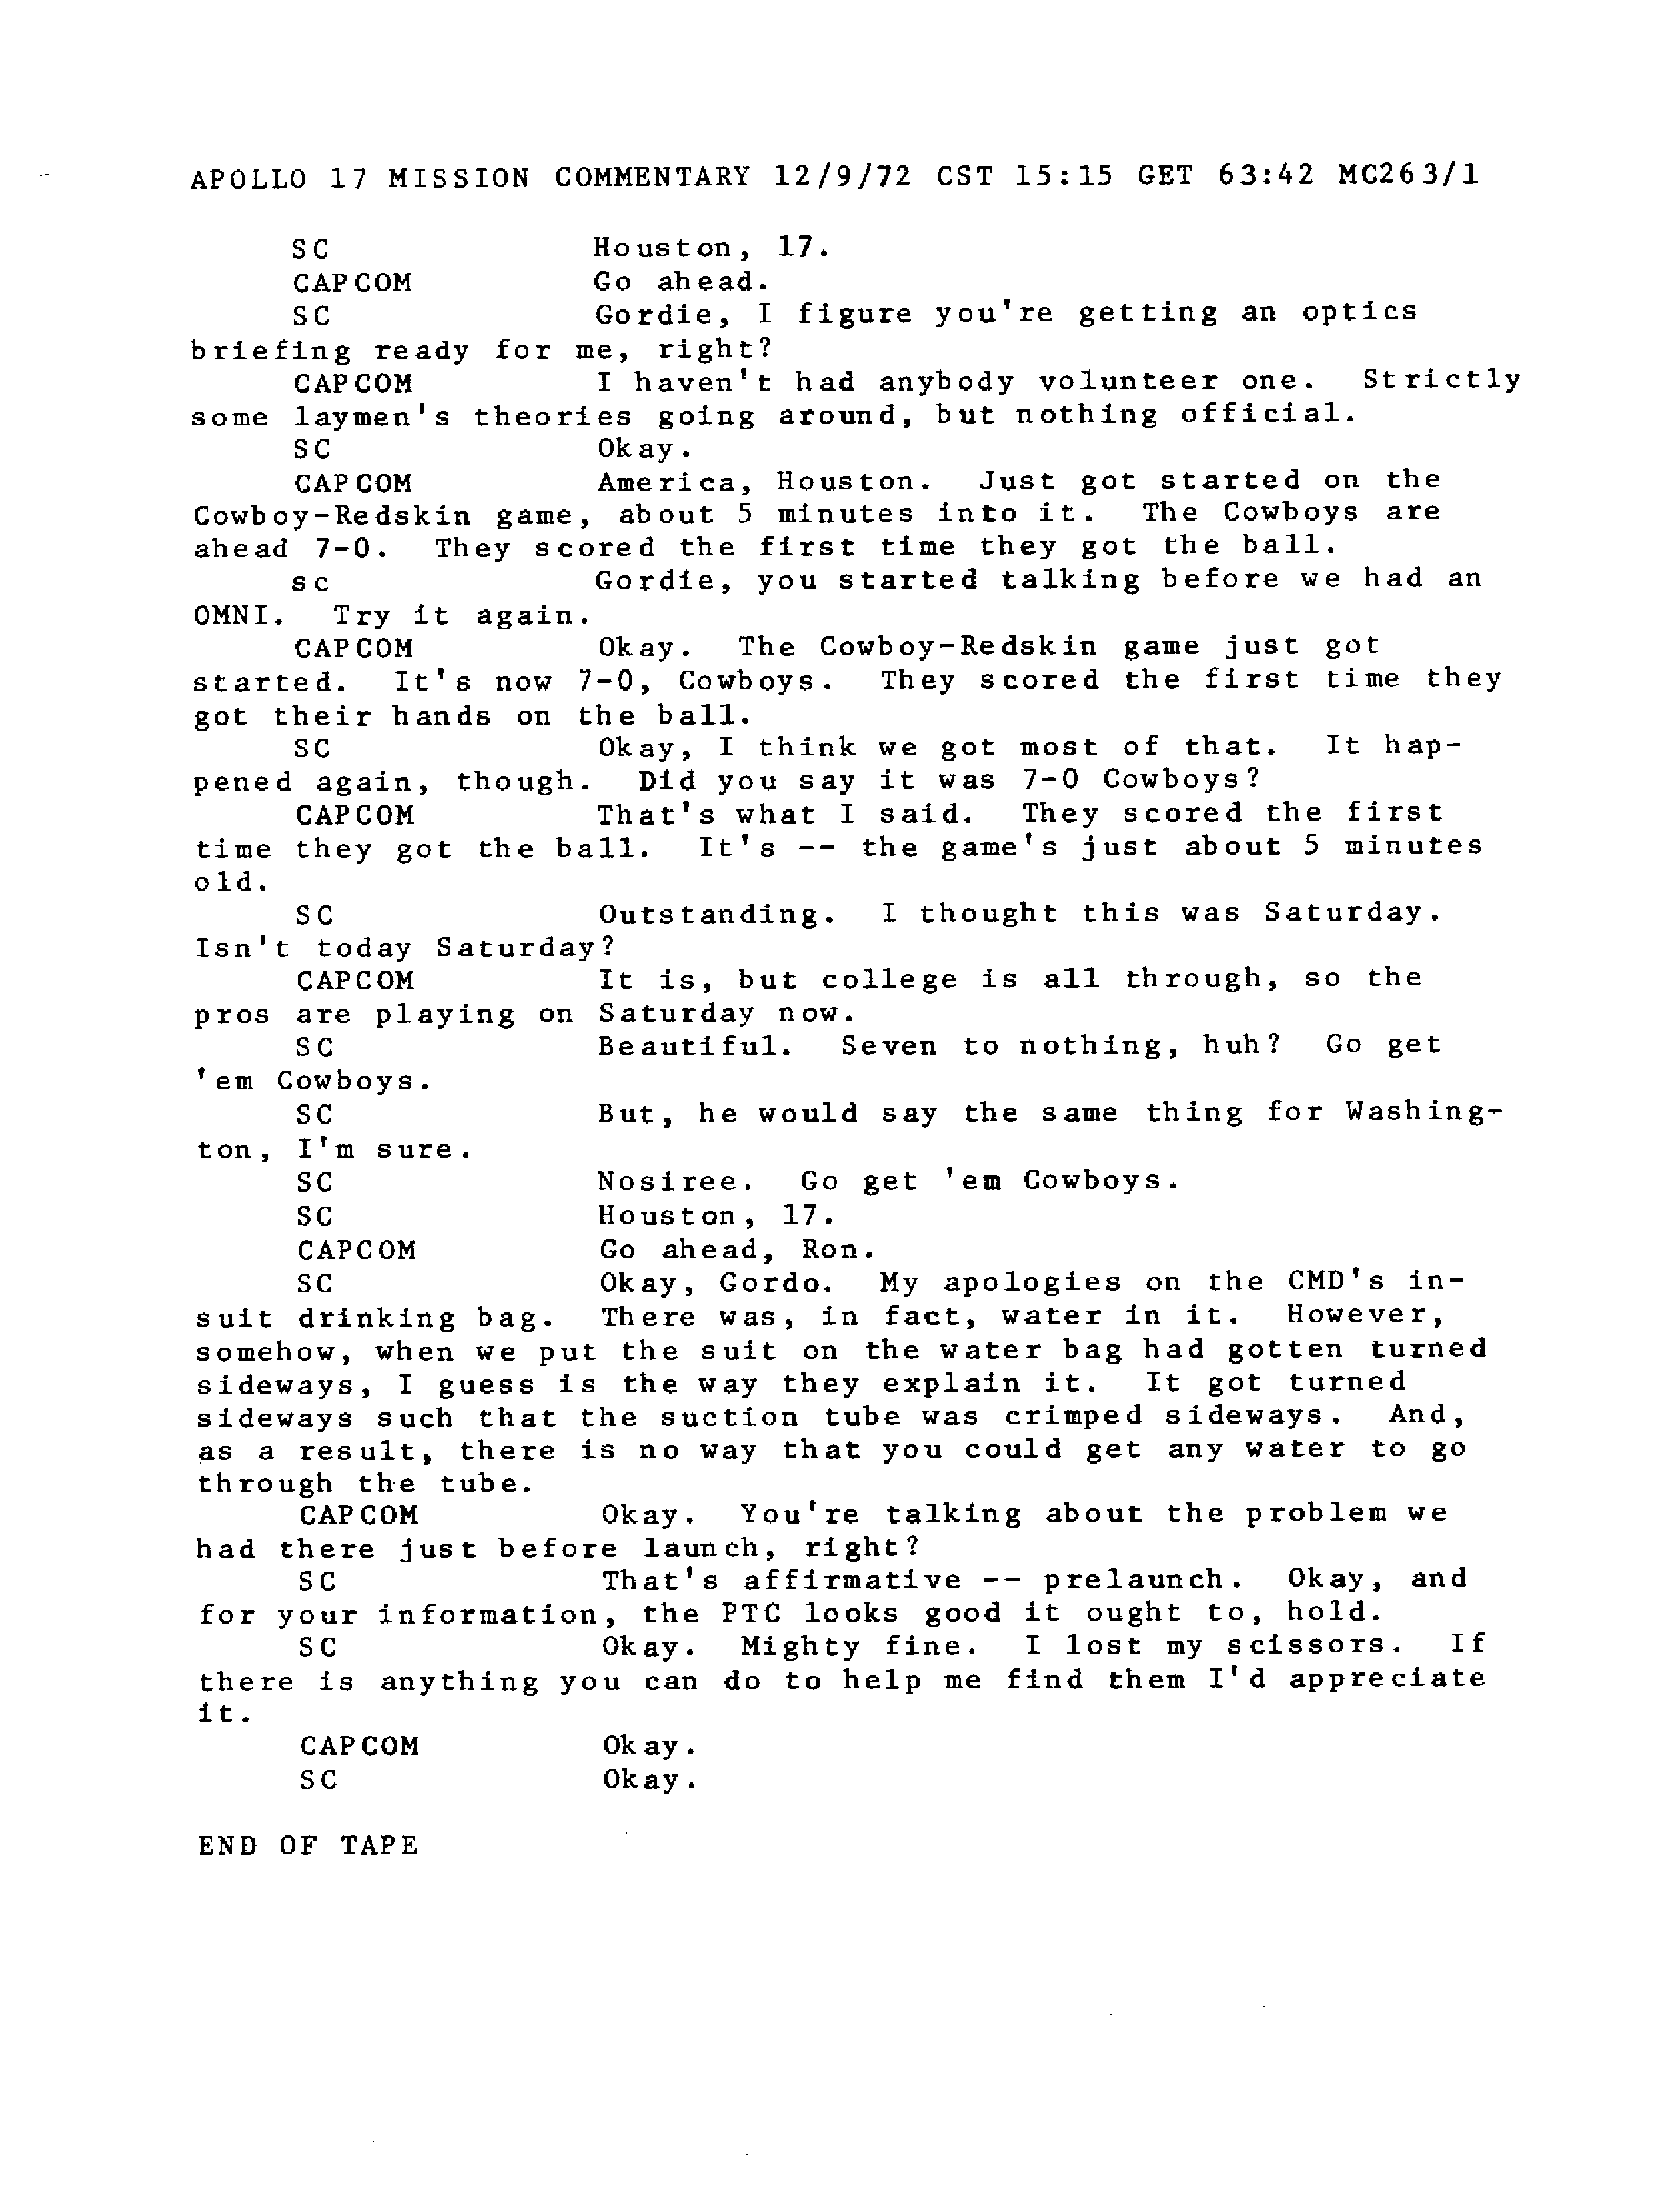 APOLLO 17 MISSION COMMENTARY 12/9/72 CST 15:15 GET 63:42 MC263/1
SC Houston, 17.
CAPCOM Go ahead.
SC Gordie, I figure you're getting an optics
briefing ready for me, right?
CAPCOM I haven't had anybody volunteer one. Strictly
some laymen's theories going around, but nothing official.
SC Okay.
CAPCOM America, Houston. Just got started on the
Cowboy-Redskin game, about 5 minutes into it. The Cowboys are
ahead 7-0. They scored the first time they got the ball.
sc Gordie, you started talking before we had an
OMNI. Try it again.
CAPCOM Okay. The Cowboy-Redskin game just got
started. It's now 7-0, Cowboys. They scored the first time they
got their hands on the ball.
SC Okay, I think we got most of that. It hap-
pened again, though. Did you say it was 7-0 Cowboys?
CAPCOM That's what I said. They scored the first
time they got the ball. It's -- the game's just about 5 minutes
old.
SC Outstanding. I thought this was Saturday.
Isn't today Saturday?
CAPCOM It is, but college is all through, so the
pros are playing on Saturday now.
SC Beautiful. Seven to nothing, huh? Go get
'em Cowboys.
SC But, he would say the same thing for Washing-
ton, I'm sure.
SC Nosiree. Go get 'em Cowboys.
SC Houston, 17.
CAPCOM Go ahead, Ron.
SC Okay, Gordo. My apologies on the CMD's in-
suit drinking bag. There was, in fact, water in it. However,
somehow, when we put the suit on the water bag had gotten turned
sideways, I guess is the way they explain it. It got turned
sideways such that the suction tube was crimped sideways. And,
as a result, there is no way that you could get any water to go
through the tube.
CAPCOM Okay. You're talking about the problem we
had there just before launch, right?
SC That's affirmative -- prelaunch. Okay, and
for your information, the PTC looks good it ought to, hold.
SC Okay. Mighty fine. I lost my scissors. If
there is anything you can do to help me find them I'd appreciate
it.
CAPCOM Okay.
SC Okay.
END OF TAPE